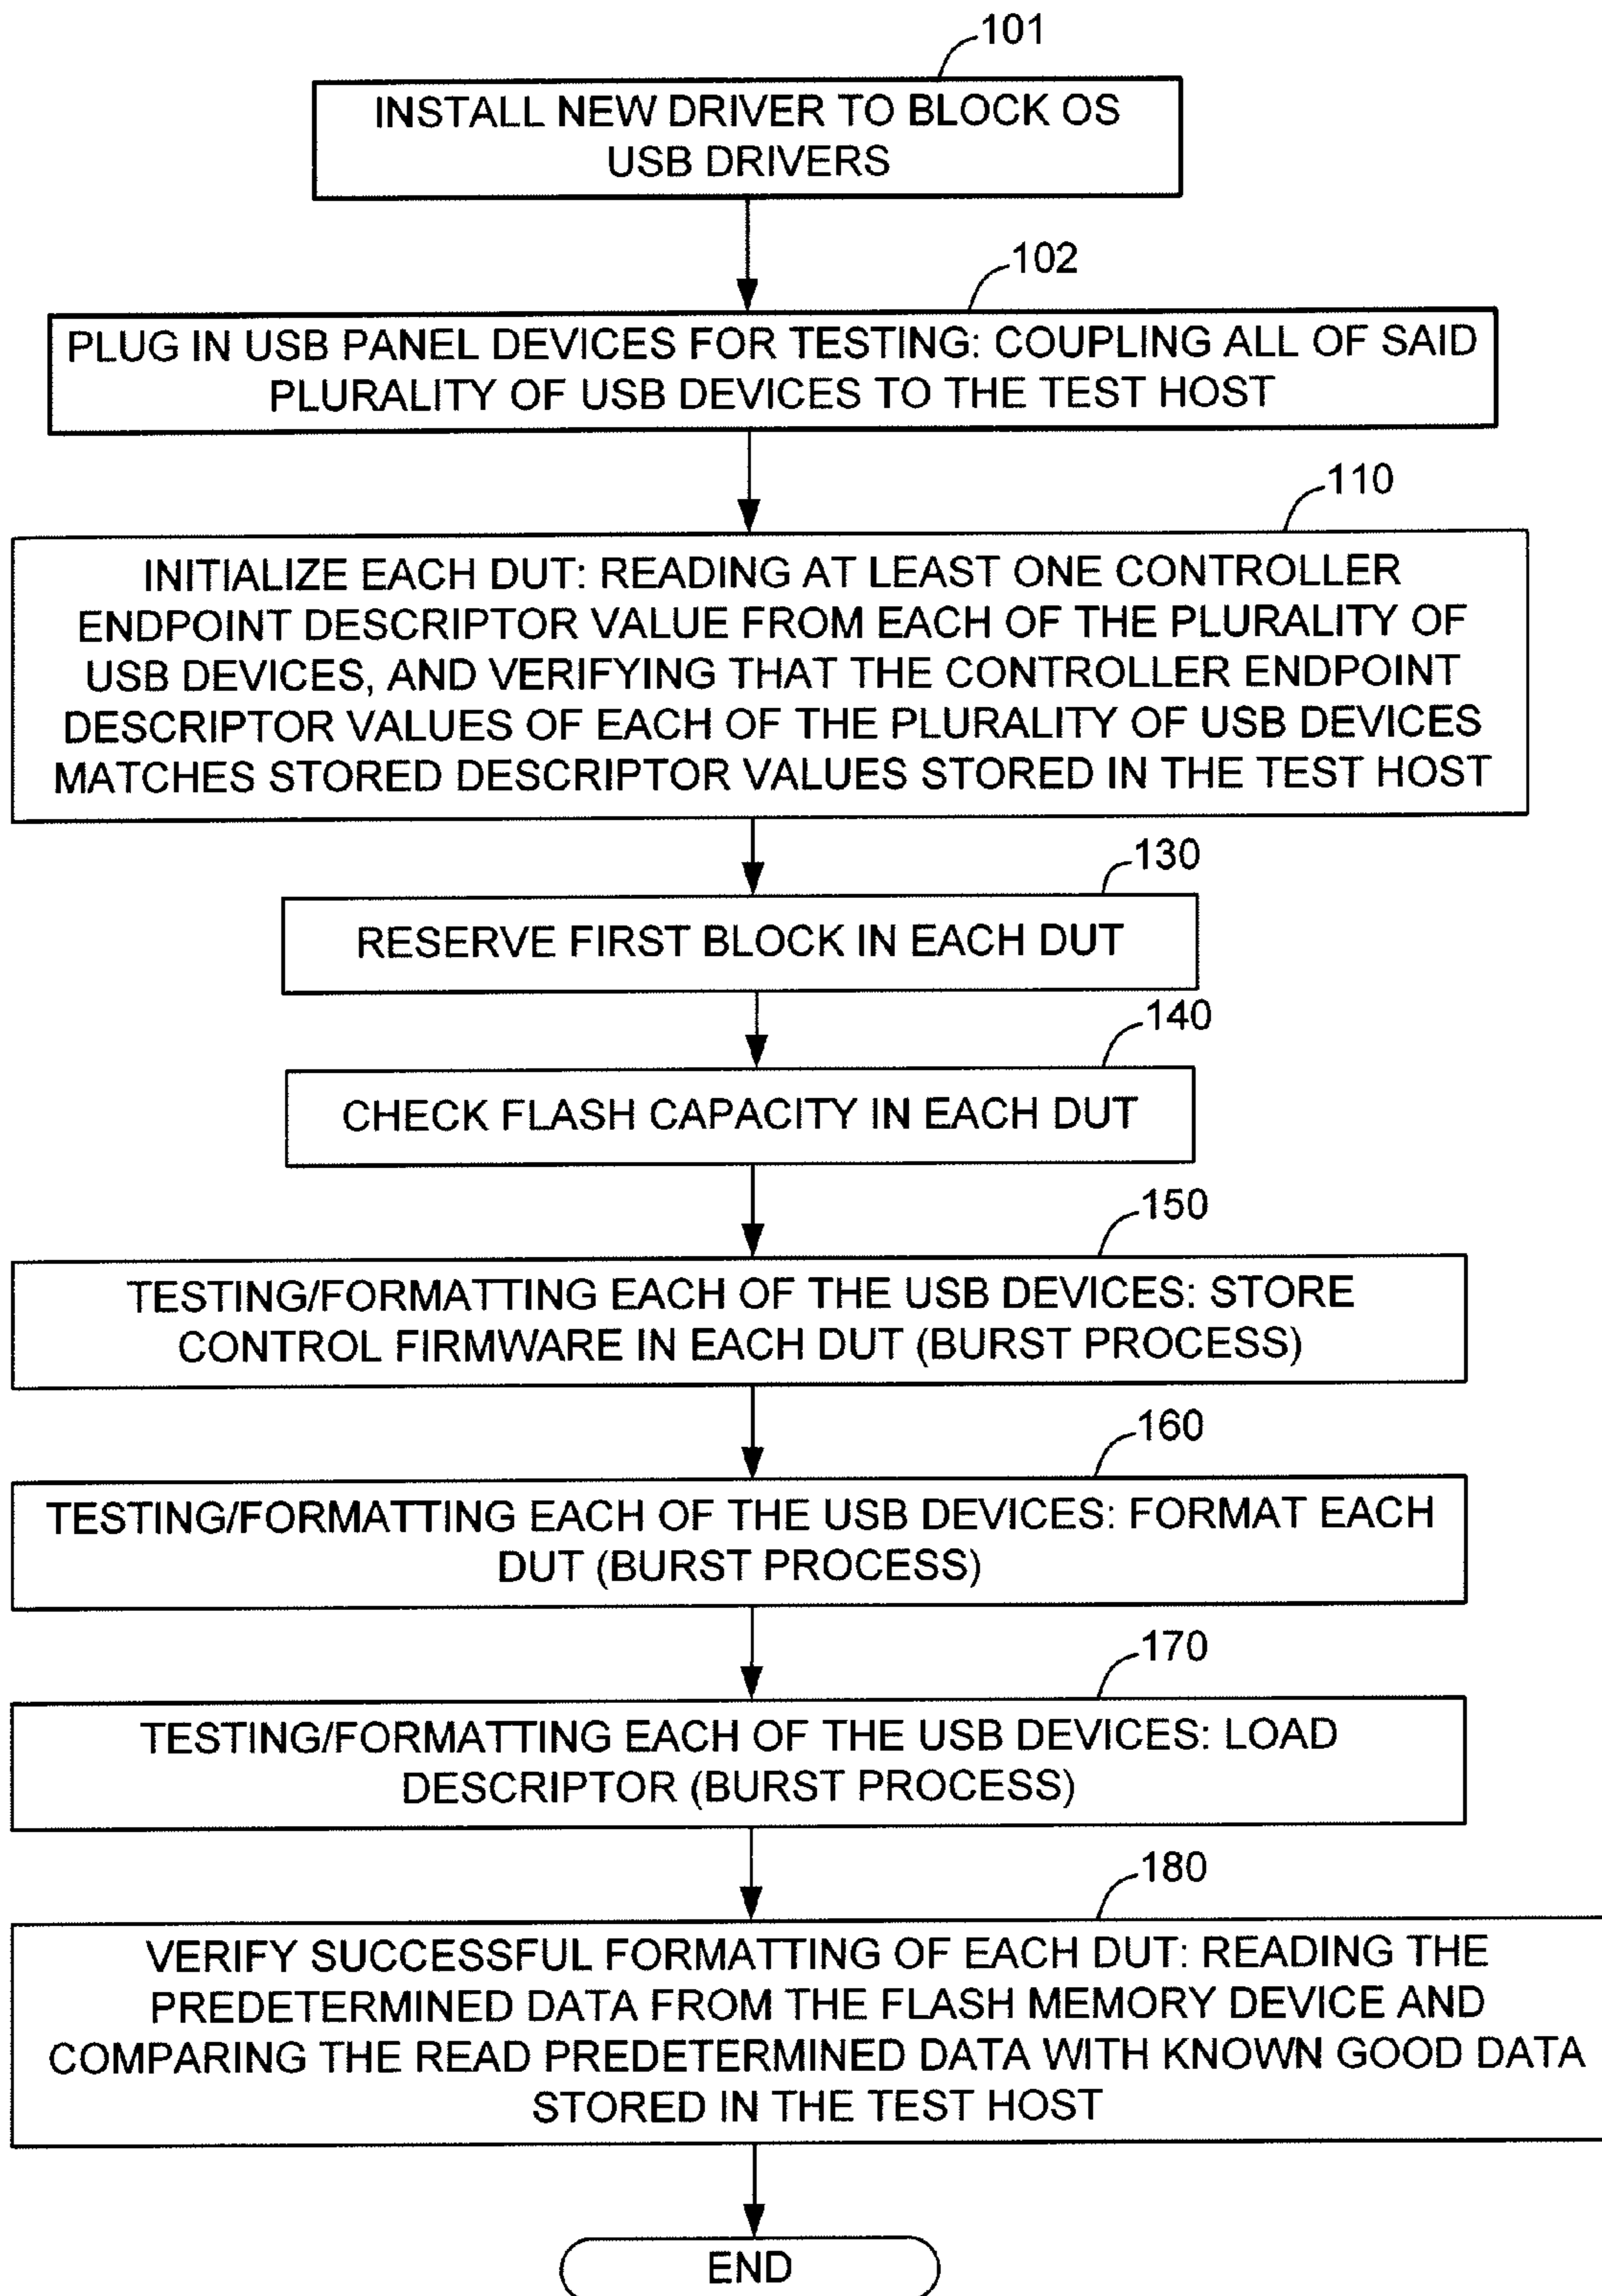 101
INSTALL NEW DRIVER TO BLOCK OS
USB DRIVERS
102
PLUG IN USB PANEL DEVICES FOR TESTING: COUPLING ALL OF SAID
PLURALITY OF USB DEVICES TO THE TEST HOST
110
INITIALIZE EACH DUT: READING AT LEAST ONE CONTROLLER
ENDPOINT DESCRIPTOR VALUE FROM EACH OF THE PLURALITY OF
USB DEVICES, AND VERIFYING THAT THE CONTROLLER ENDPOINT
DESCRIPTOR VALUES OF EACH OF THE PLURALITY OF USB DEVICES
MATCHES STORED DESCRIPTOR VALUES STORED IN THE TEST HOST
130
RESERVE FIRST BLOCK IN EACH DUT
140
CHECK FLASH CAPACITY IN EACH DUT
150
TESTING/FORMATTING EACH OF THE USB DEVICES: STORE
CONTROL FIRMWARE IN EACH DUT (BURST PROCESS)
160
TESTING/FORMATTING EACH OF THE USB DEVICES: FORMAT EACH
DUT (BURST PROCESS)
170
TESTING/FORMATTING EACH OF THE USB DEVICES: LOAD
DESCRIPTOR (BURST PROCESS)
180
VERIFY SUCCESSFUL FORMATTING OF EACH DUT: READING THE
PREDETERMINED DATA FROM THE FLASH MEMORY DEVICE AND
COMPARING THE READ PREDETERMINED DATA WITH KNOWN GOOD DATA
STORED IN THE TEST HOST
END